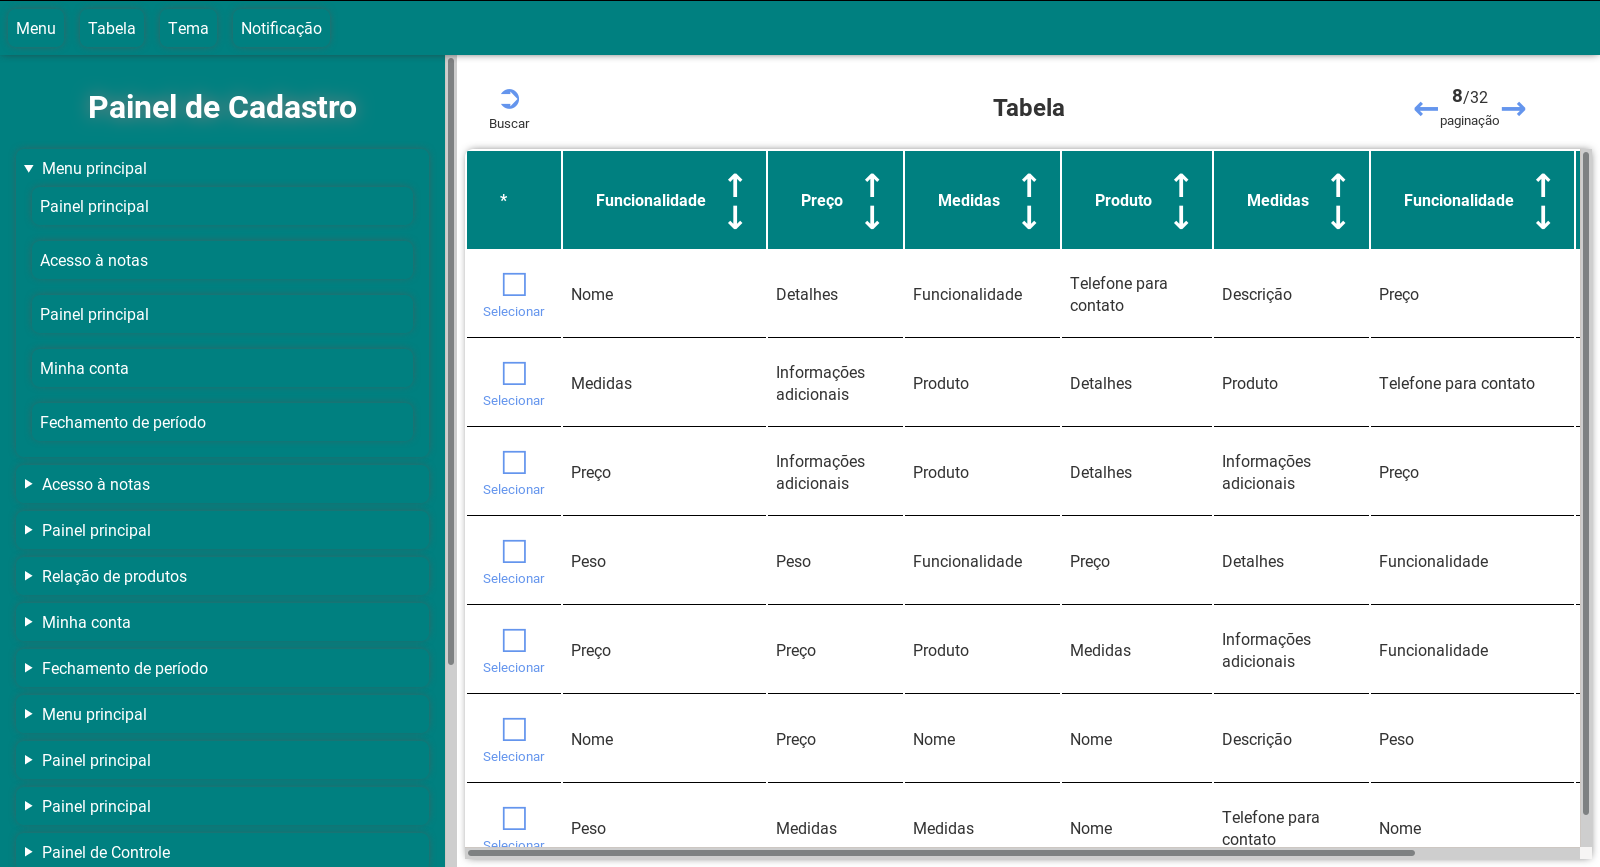 Menu Tabela Tema Notificação
Painel de Cadastro
Menu principal
Painel principal
Acesso à notas
Painel principal
Minha conta
Fechamento de período
Acesso à notas
Painel principal
Relação de produtos
Minha conta
Fechamento de período
Menu principal
Painel principal
Painel principal
Painel de Controle
Buscar
Tabela
8/32
paginação
* Funcionalidade Preço Medidas Produto Medidas Funcionalidade
Selecionar Nome Detalhes Funcionalidade Telefone para contato Descrição Preço
Selecionar Medidas Informações adicionais Produto Detalhes Produto Telefone para contato
Selecionar Preço Informações adicionais Produto Detalhes Informações adicionais Preço
Selecionar Peso Peso Funcionalidade Preço Detalhes Funcionalidade
Selecionar Preço Preço Produto Medidas Informações adicionais Funcionalidade
Selecionar Nome Preço Nome Nome Descrição Peso
Selecionar Peso Medidas Medidas Nome Telefone para contato Nome